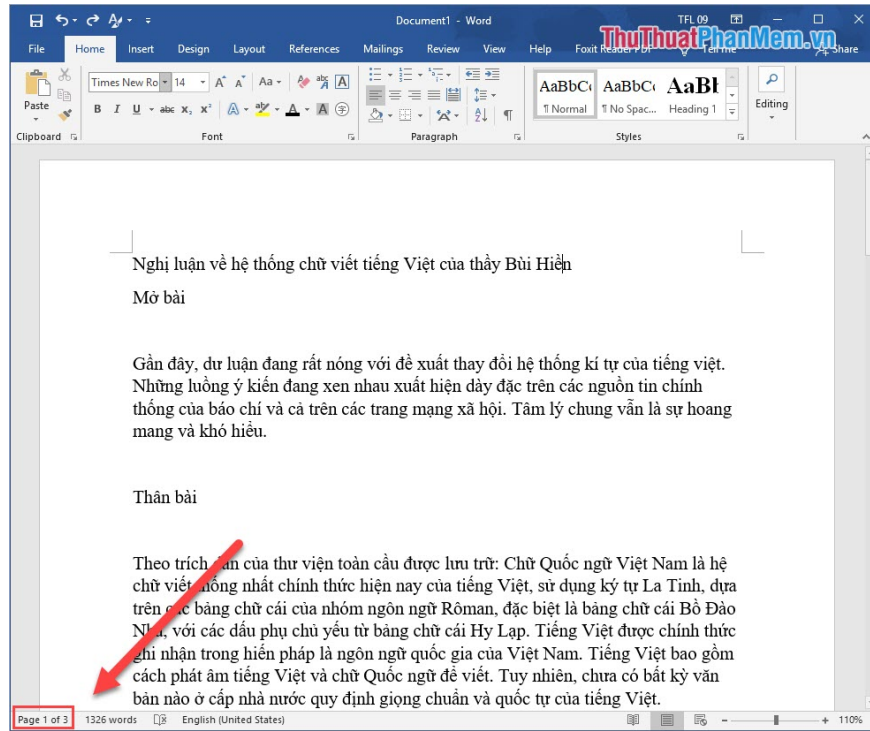 Document1 - Word
TFL 09
ThuThuatPhanMem.vn
File Home Insert Design Layout References Mailings Review View Help Foxit Reader PDF Tell me Share
Paste
Times New Ro 14
Aa
B I U abc x₂ x²
AaBbCc AaBbCc AaBb
¶ Normal ¶ No Spac... Heading 1
Editing
Clipboard Font Paragraph Styles
Nghị luận về hệ thống chữ viết tiếng Việt của thầy Bùi Hiền
Mở bài
Gần đây, dư luận đang rất nóng với đề xuất thay đổi hệ thống kí tự của tiếng việt.
Những luồng ý kiến đang xen nhau xuất hiện dày đặc trên các nguồn tin chính
thống của báo chí và cả trên các trang mạng xã hội. Tâm lý chung vẫn là sự hoang
mang và khó hiểu.
Thân bài
Theo trích của thư viện toàn cầu được lưu trữ: Chữ Quốc ngữ Việt Nam là hệ
chữ viết thống nhất chính thức hiện nay của tiếng Việt, sử dụng ký tự La Tinh, dựa
trên các bảng chữ cái của nhóm ngôn ngữ Rôman, đặc biệt là bảng chữ cái Bồ Đào
Nha, với các dấu phụ chủ yếu từ bảng chữ cái Hy Lạp. Tiếng Việt được chính thức
ghi nhận trong hiến pháp là ngôn ngữ quốc gia của Việt Nam. Tiếng Việt bao gồm
cách phát âm tiếng Việt và chữ Quốc ngữ để viết. Tuy nhiên, chưa có bất kỳ văn
bản nào ở cấp nhà nước quy định giọng chuẩn và quốc tự của tiếng Việt.
Page 1 of 3 1326 words English (United States) 110%